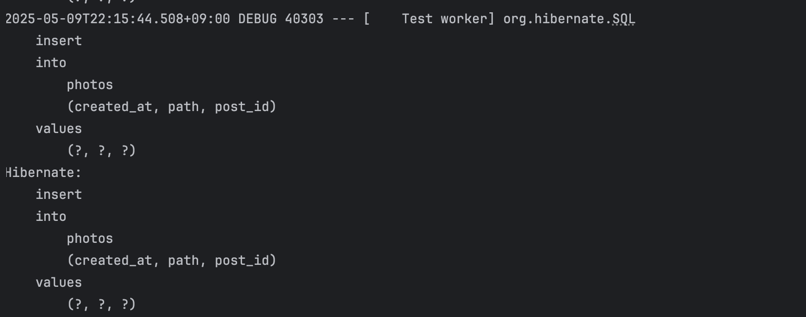 (?, ?, ?)
2025-05-09T22:15:44.508+09:00 DEBUG 40303 --- [    Test worker] org.hibernate.SQL
    insert
    into
        photos
        (created_at, path, post_id)
    values
        (?, ?, ?)
Hibernate:
    insert
    into
        photos
        (created_at, path, post_id)
    values
        (?, ?, ?)